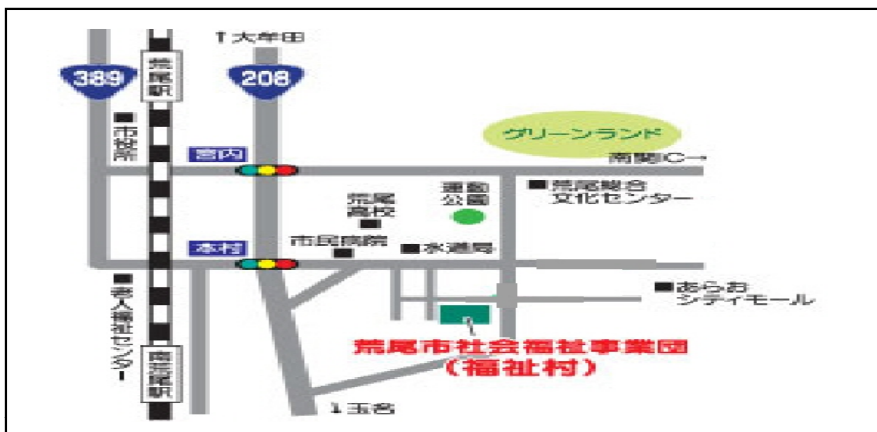 ↑大牟田
389
208
荒尾駅
市役所
宮内
グリーンランド
南関IC→
荒尾高校
運動公園
荒尾総合
文化センター
市民病院
水道局
本村
老人福祉センター
あらお
シティモール
南荒尾駅
荒尾市社会福祉事業団
(福祉村)
↓玉名